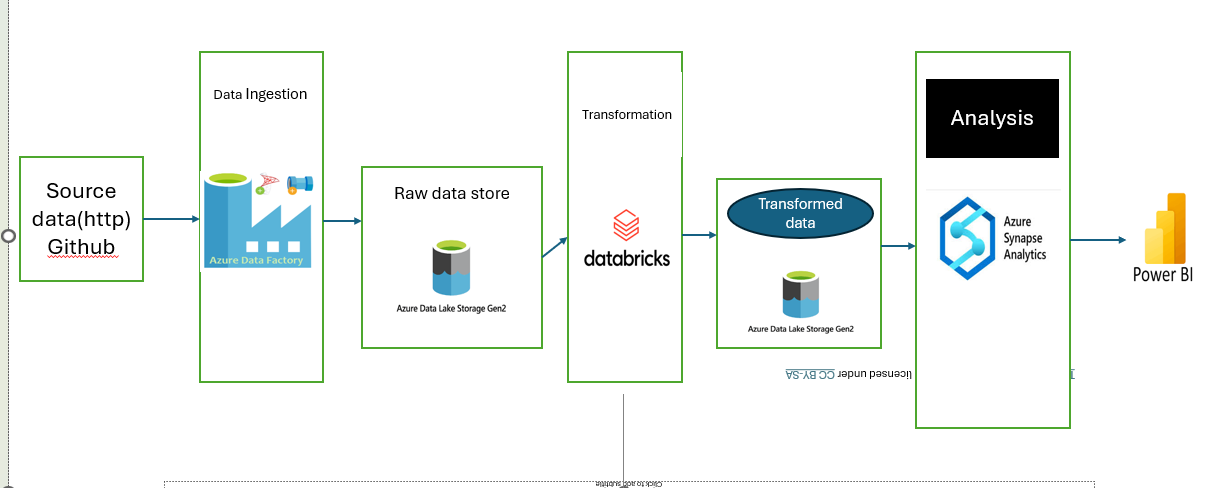 Source
data(http)
Github
Data Ingestion
Azure Data Factory
Raw data store
Azure Data Lake Storage Gen2
Transformation
databricks
Transformed
data
Azure Data Lake Storage Gen2
Analysis
Azure
Synapse
Analytics
Power BI
licensed under CC BY-SA
Click to add subtitle